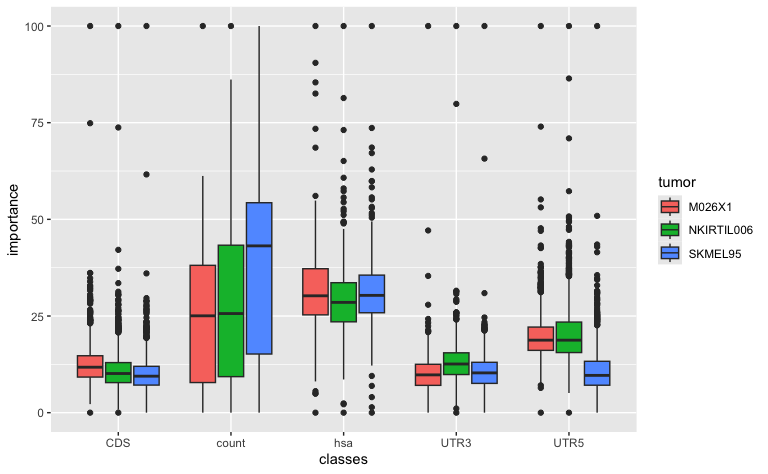 100
75
50
25
0
importance
CDS
count
hsa
UTR3
UTR5
classes
tumor
M026X1
NKIRTIL006
SKMEL95